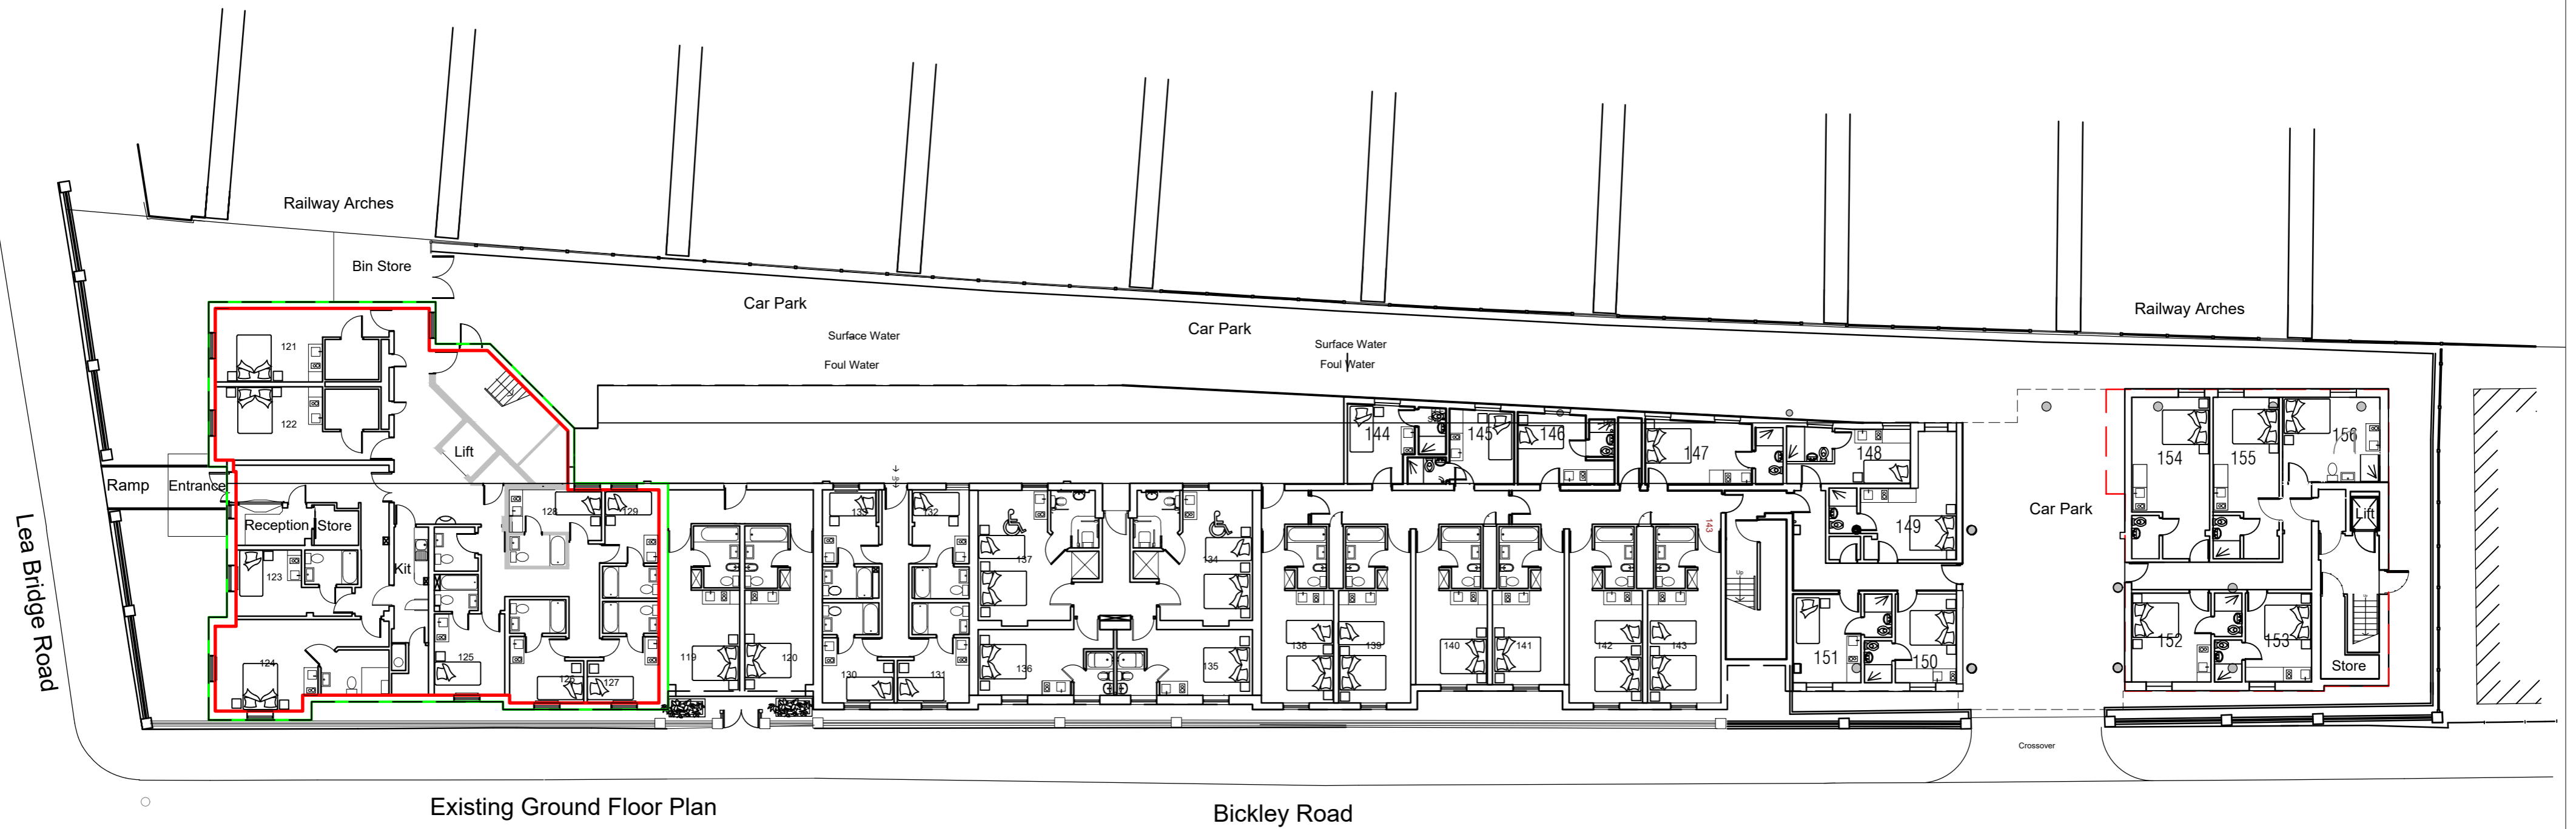 Railway Arches
Bin Store
Car Park
Car Park
Railway Arches
Surface Water
Foul Water
Surface Water
Foul Water
121
122
Lift
Ramp
Entrance
Reception
Store
123
Kit
124
125
126
127
128
129
119
120
133
132
130
131
137
134
136
135
138
139
140
141
142
143
143
144
145
146
147
148
149
151
150
Up
Car Park
154
155
156
Lift
152
153
Store
Lea Bridge Road
Crossover
Existing Ground Floor Plan
Bickley Road